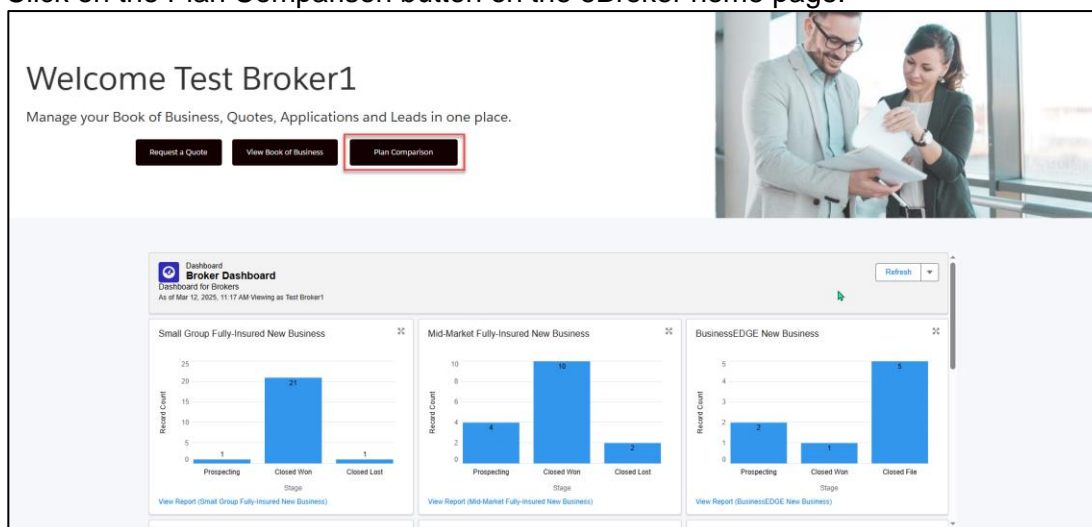 Click on the Plan Comparison button on the eBroker home page.
Welcome Test Broker1
Manage your Book of Business, Quotes, Applications and Leads in one place.
Request a Quote View Book of Business Plan Comparison
Dashboard
Broker Dashboard
Dashboard for Brokers
As of Mar 12, 2025, 11:17 AM·Viewing as Test Broker1
Refresh
Small Group Fully-Insured New Business
Record Count
25
20
15
10
5
0
1
21
1
Prospecting Closed Won Closed Lost
Stage
View Report (Small Group Fully-Insured New Business)
Mid-Market Fully-Insured New Business
Record Count
10
8
6
4
2
0
4
10
2
Prospecting Closed Won Closed Lost
Stage
View Report (Mid-Market Fully-Insured New Business)
BusinessEDGE New Business
Record Count
5
4
3
2
1
0
2
1
5
Prospecting Closed Won Closed File
Stage
View Report (BusinessEDGE New Business)